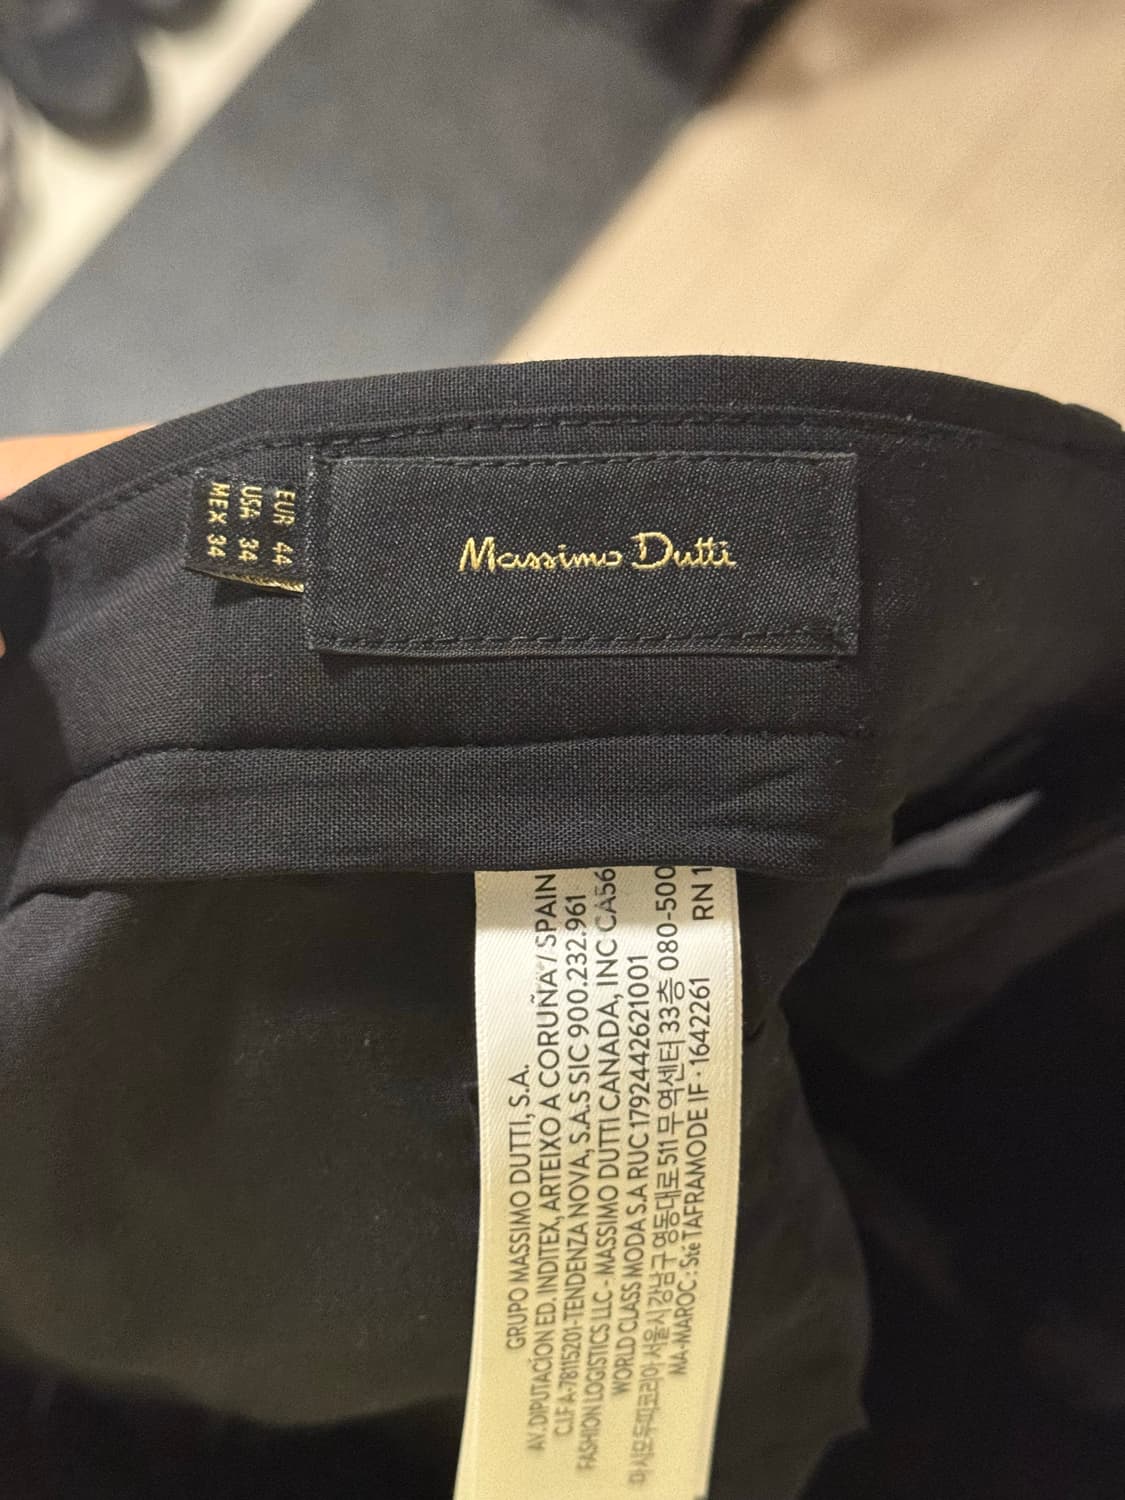 EUR 44
USA 34
MEX 34
Massimo Dutti
GRUPO MASSIMO DUTTI, S.A.
AV. DIPUTACIÓN ED. INDITEX, ARTEIXO A CORUÑA / SPAIN
C.I.F A-78115201-TENDENZA NOVA, S.A.S SIC 900.232.961
FASHION LOGISTICS LLC - MASSIMO DUTTI CANADA, INC CA56
WORLD CLASS MODA S.A RUC 1792442621001
마시모두띠코리아 서울시 강남구 영동대로 511 무역센터 33층 080-500
MA-MAROC : Sté TAFRAMODE IF · 1642261
RN 1